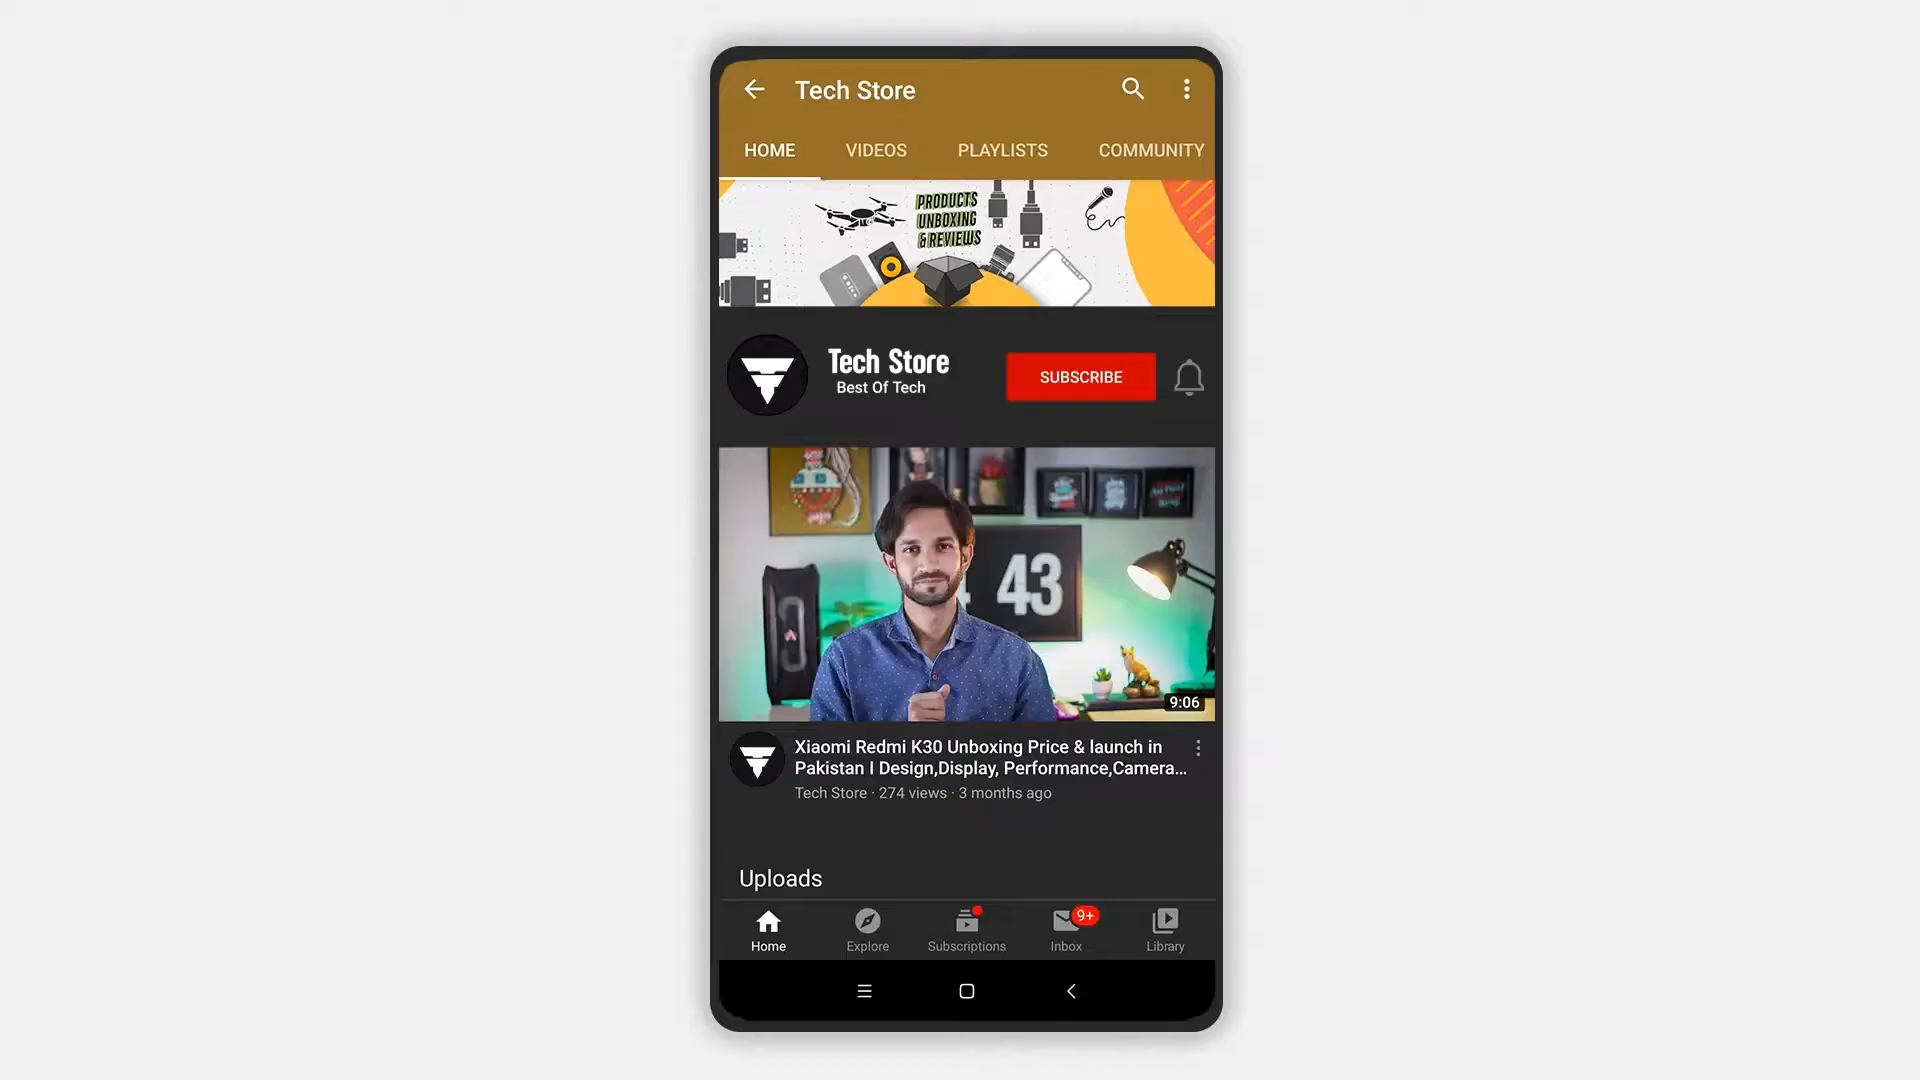 Tech Store
HOME VIDEOS PLAYLISTS COMMUNITY
PRODUCTS
UNBOXING
& REVIEWS
Tech Store
Best Of Tech
SUBSCRIBE
43
9:06
Xiaomi Redmi K30 Unboxing Price & launch in
Pakistan I Design,Display, Performance,Camera...
Tech Store · 274 views · 3 months ago
Uploads
9+
Home Explore Subscriptions Inbox Library